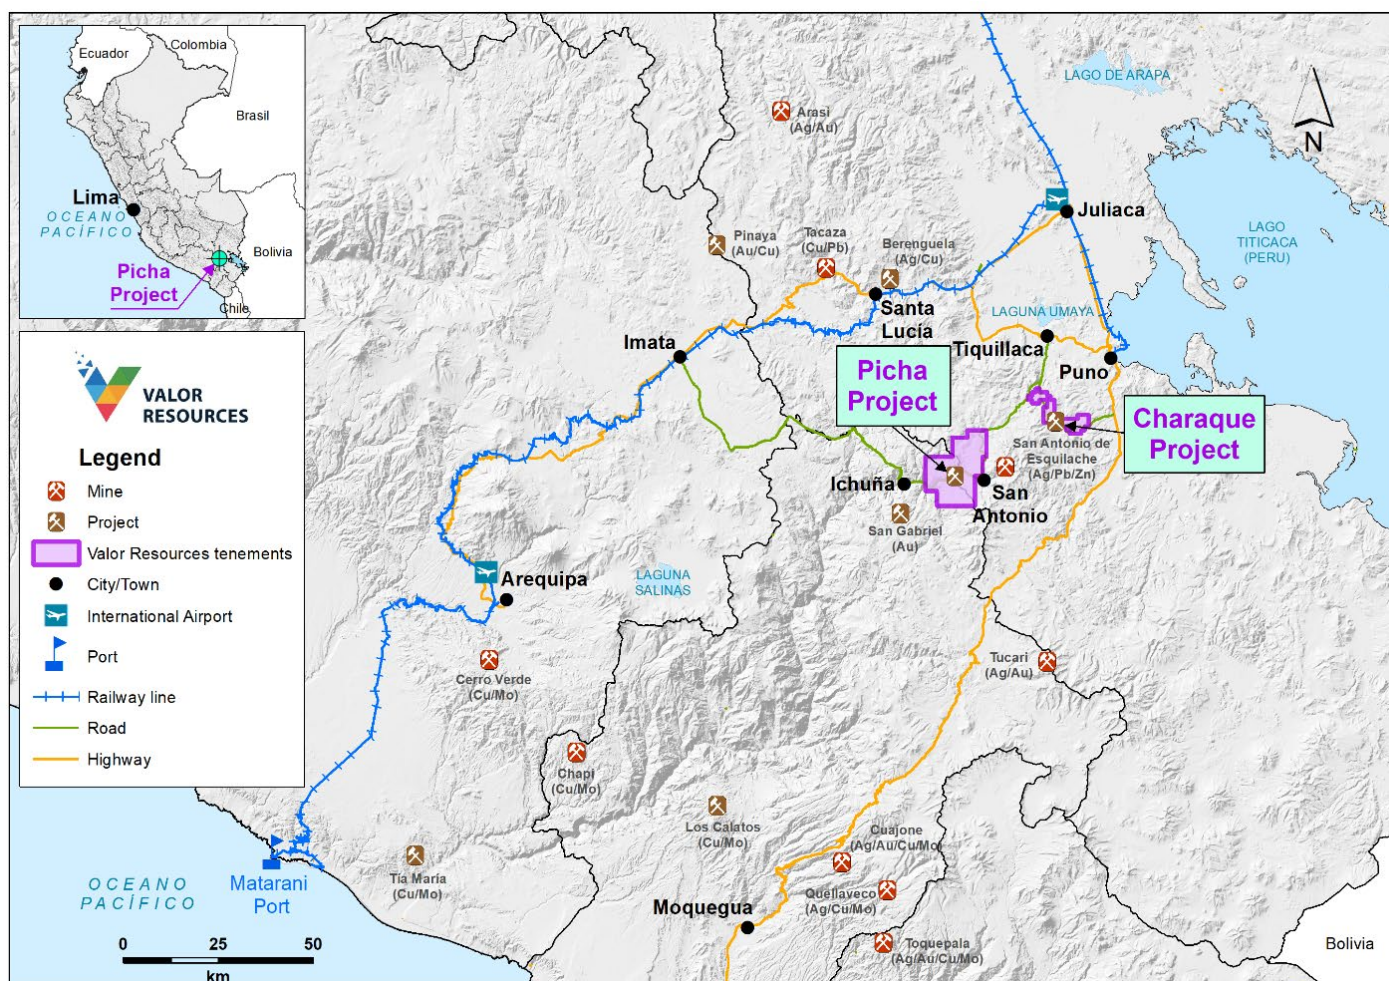 Ecuador
Colombia
Brasil
Lima
OCEANO
PACÍFICO
Bolivia
Picha
Project
Chile
VALOR
RESOURCES
Legend
Mine
Project
Valor Resources tenements
City/Town
International Airport
Port
Railway line
Road
Highway
LAGO DE ARAPA
N
Arasi
(Ag/Au)
Juliaca
LAGO
TITICACA
(PERU)
Pinaya
(Au/Cu)
Tacaza
(Cu/Pb)
Berenguela
(Ag/Cu)
Santa
Lucía
LAGUNA UMAYA
Imata
Tiquillaca
Puno
Picha
Project
Charaque
Project
San Antonio de
Esquilache
(Ag/Pb/Zn)
Ichuña
San
Antonio
San Gabriel
(Au)
Arequipa
LAGUNA
SALINAS
Cerro Verde
(Cu/Mo)
Tucari
(Ag/Au)
Chapi
(Cu/Mo)
Los Calatos
(Cu/Mo)
Cuajone
(Ag/Au/Cu/Mo)
Tía María
(Cu/Mo)
Quellaveco
(Ag/Cu/Mo)
Matarani
Port
OCEANO
PACÍFICO
Moquegua
Toquepala
(Ag/Au/Cu/Mo)
Bolivia
0 25 50
km